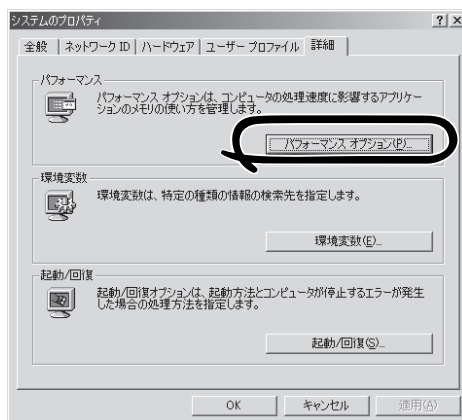 システムのプロパティ
全般 ネットワーク ID ハードウェア ユーザー プロファイル 詳細
パフォーマンス
パフォーマンス オプションは、コンピュータの処理速度に影響するアプリケー
ションのメモリの使い方を管理します。
パフォーマンス オプション(P)...
環境変数
環境変数は、特定の種類の情報の検索先を指定します。
環境変数(E)...
起動/回復
起動/回復オプションは、起動方法とコンピュータが停止するエラーが発生
した場合の処理方法を指定します。
起動/回復(S)...
OK キャンセル 適用(A)